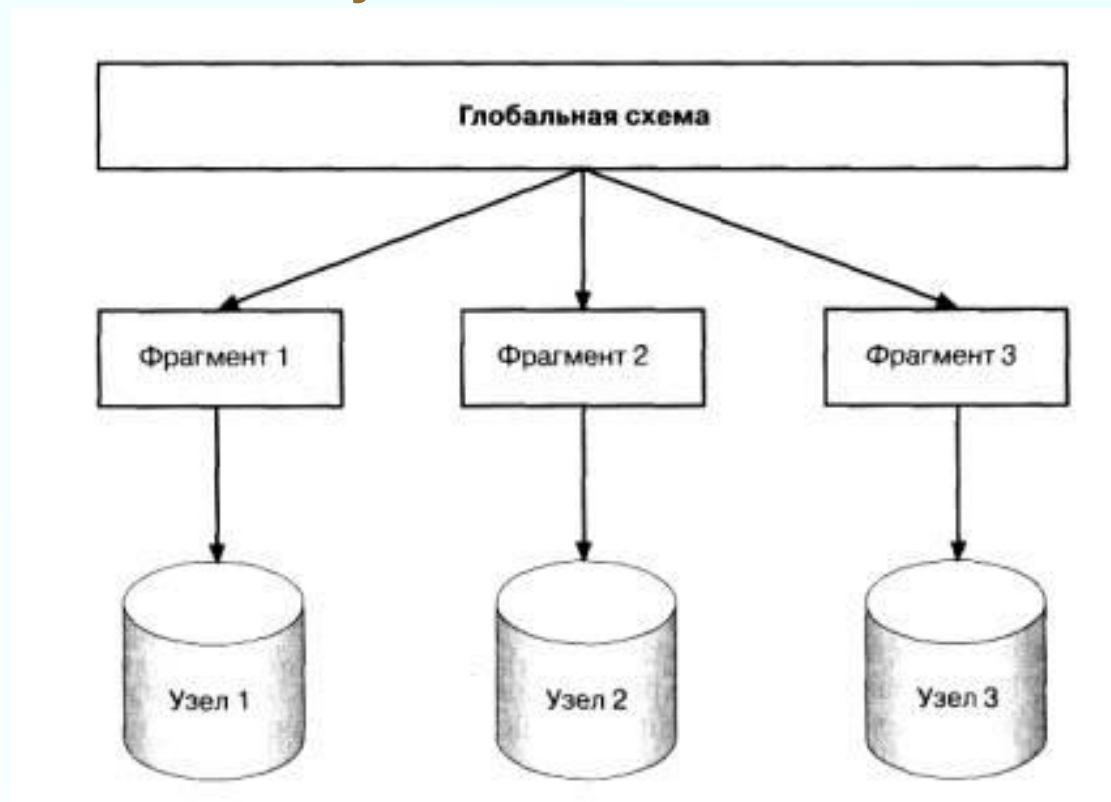 Глобальная схема
Фрагмент 1
Фрагмент 2
Фрагмент 3
Узел 1
Узел 2
Узел 3